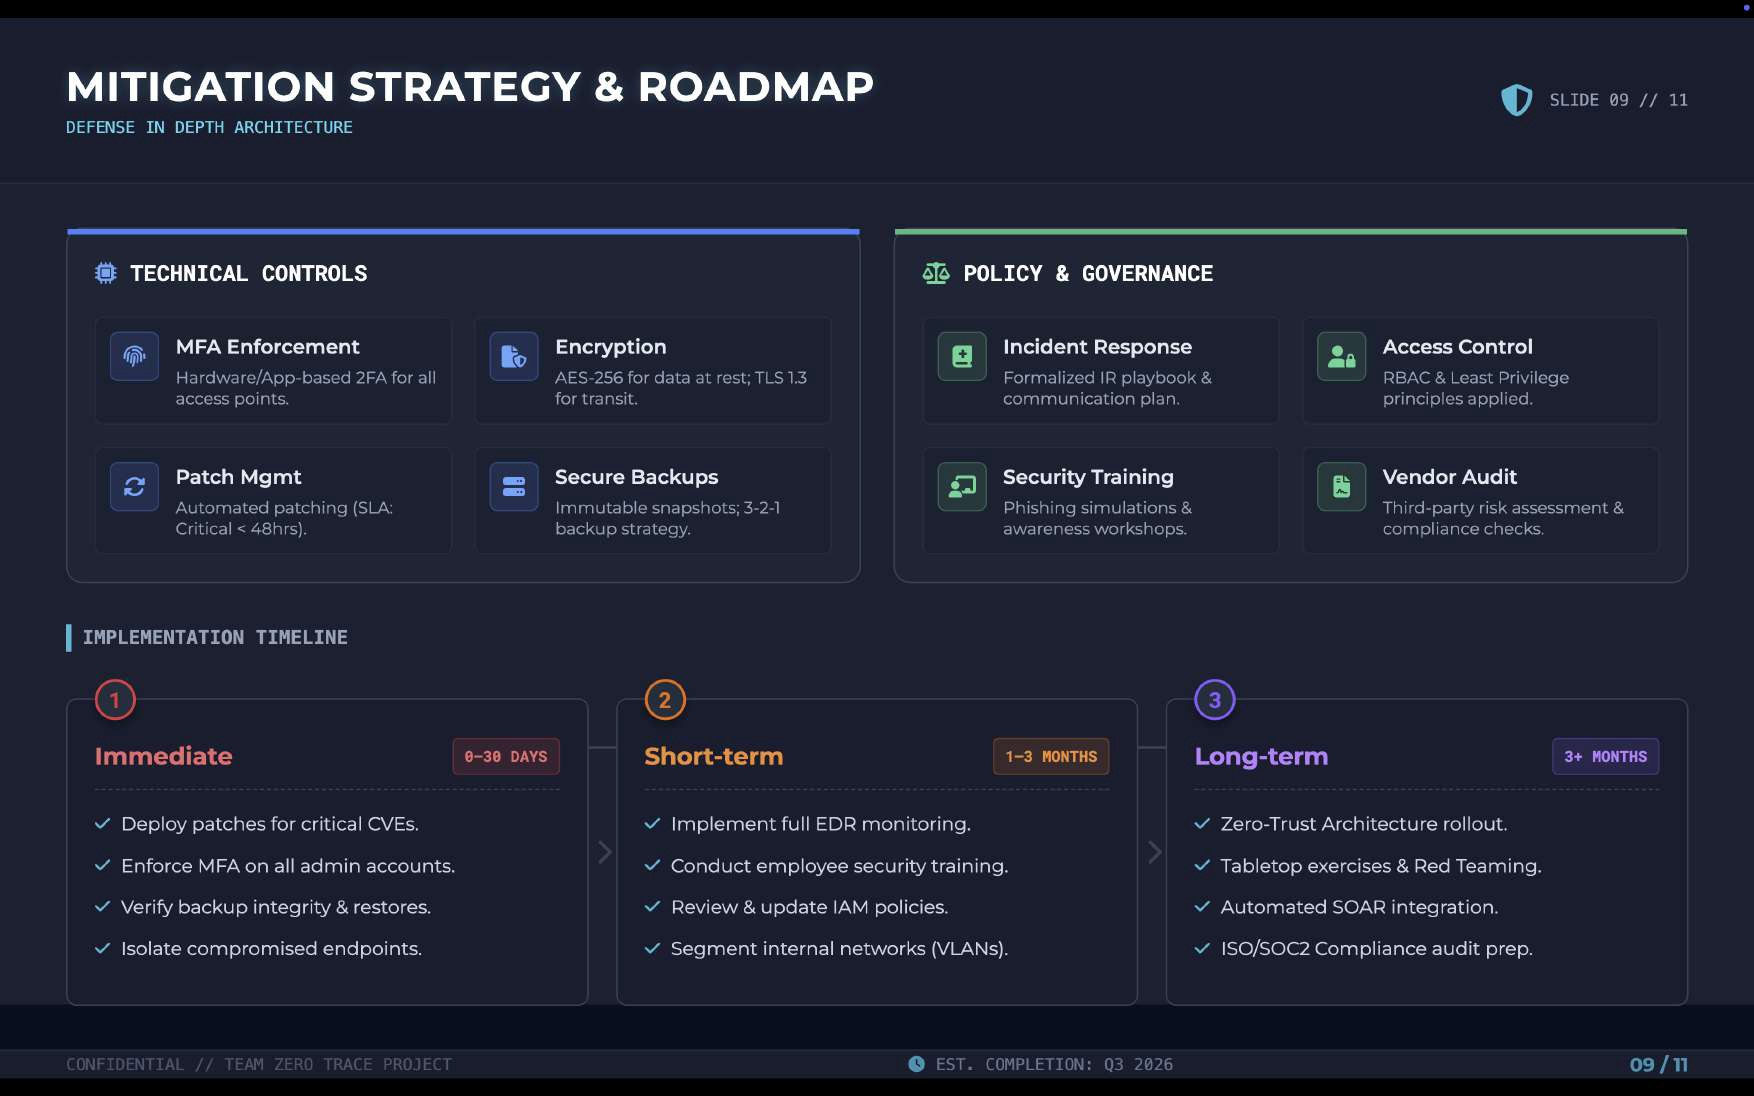 MITIGATION STRATEGY & ROADMAP
DEFENSE IN DEPTH ARCHITECTURE
SLIDE 09 // 11
TECHNICAL CONTROLS
MFA Enforcement
Hardware/App-based 2FA for all
access points.
Encryption
AES-256 for data at rest; TLS 1.3
for transit.
Patch Mgmt
Automated patching (SLA:
Critical < 48hrs).
Secure Backups
Immutable snapshots; 3-2-1
backup strategy.
POLICY & GOVERNANCE
Incident Response
Formalized IR playbook &
communication plan.
Access Control
RBAC & Least Privilege
principles applied.
Security Training
Phishing simulations &
awareness workshops.
Vendor Audit
Third-party risk assessment &
compliance checks.
IMPLEMENTATION TIMELINE
1
Immediate
0–30 DAYS
Deploy patches for critical CVEs.
Enforce MFA on all admin accounts.
Verify backup integrity & restores.
Isolate compromised endpoints.
2
Short-term
1–3 MONTHS
Implement full EDR monitoring.
Conduct employee security training.
Review & update IAM policies.
Segment internal networks (VLANs).
3
Long-term
3+ MONTHS
Zero-Trust Architecture rollout.
Tabletop exercises & Red Teaming.
Automated SOAR integration.
ISO/SOC2 Compliance audit prep.
CONFIDENTIAL // TEAM ZERO TRACE PROJECT
EST. COMPLETION: Q3 2026
09 / 11